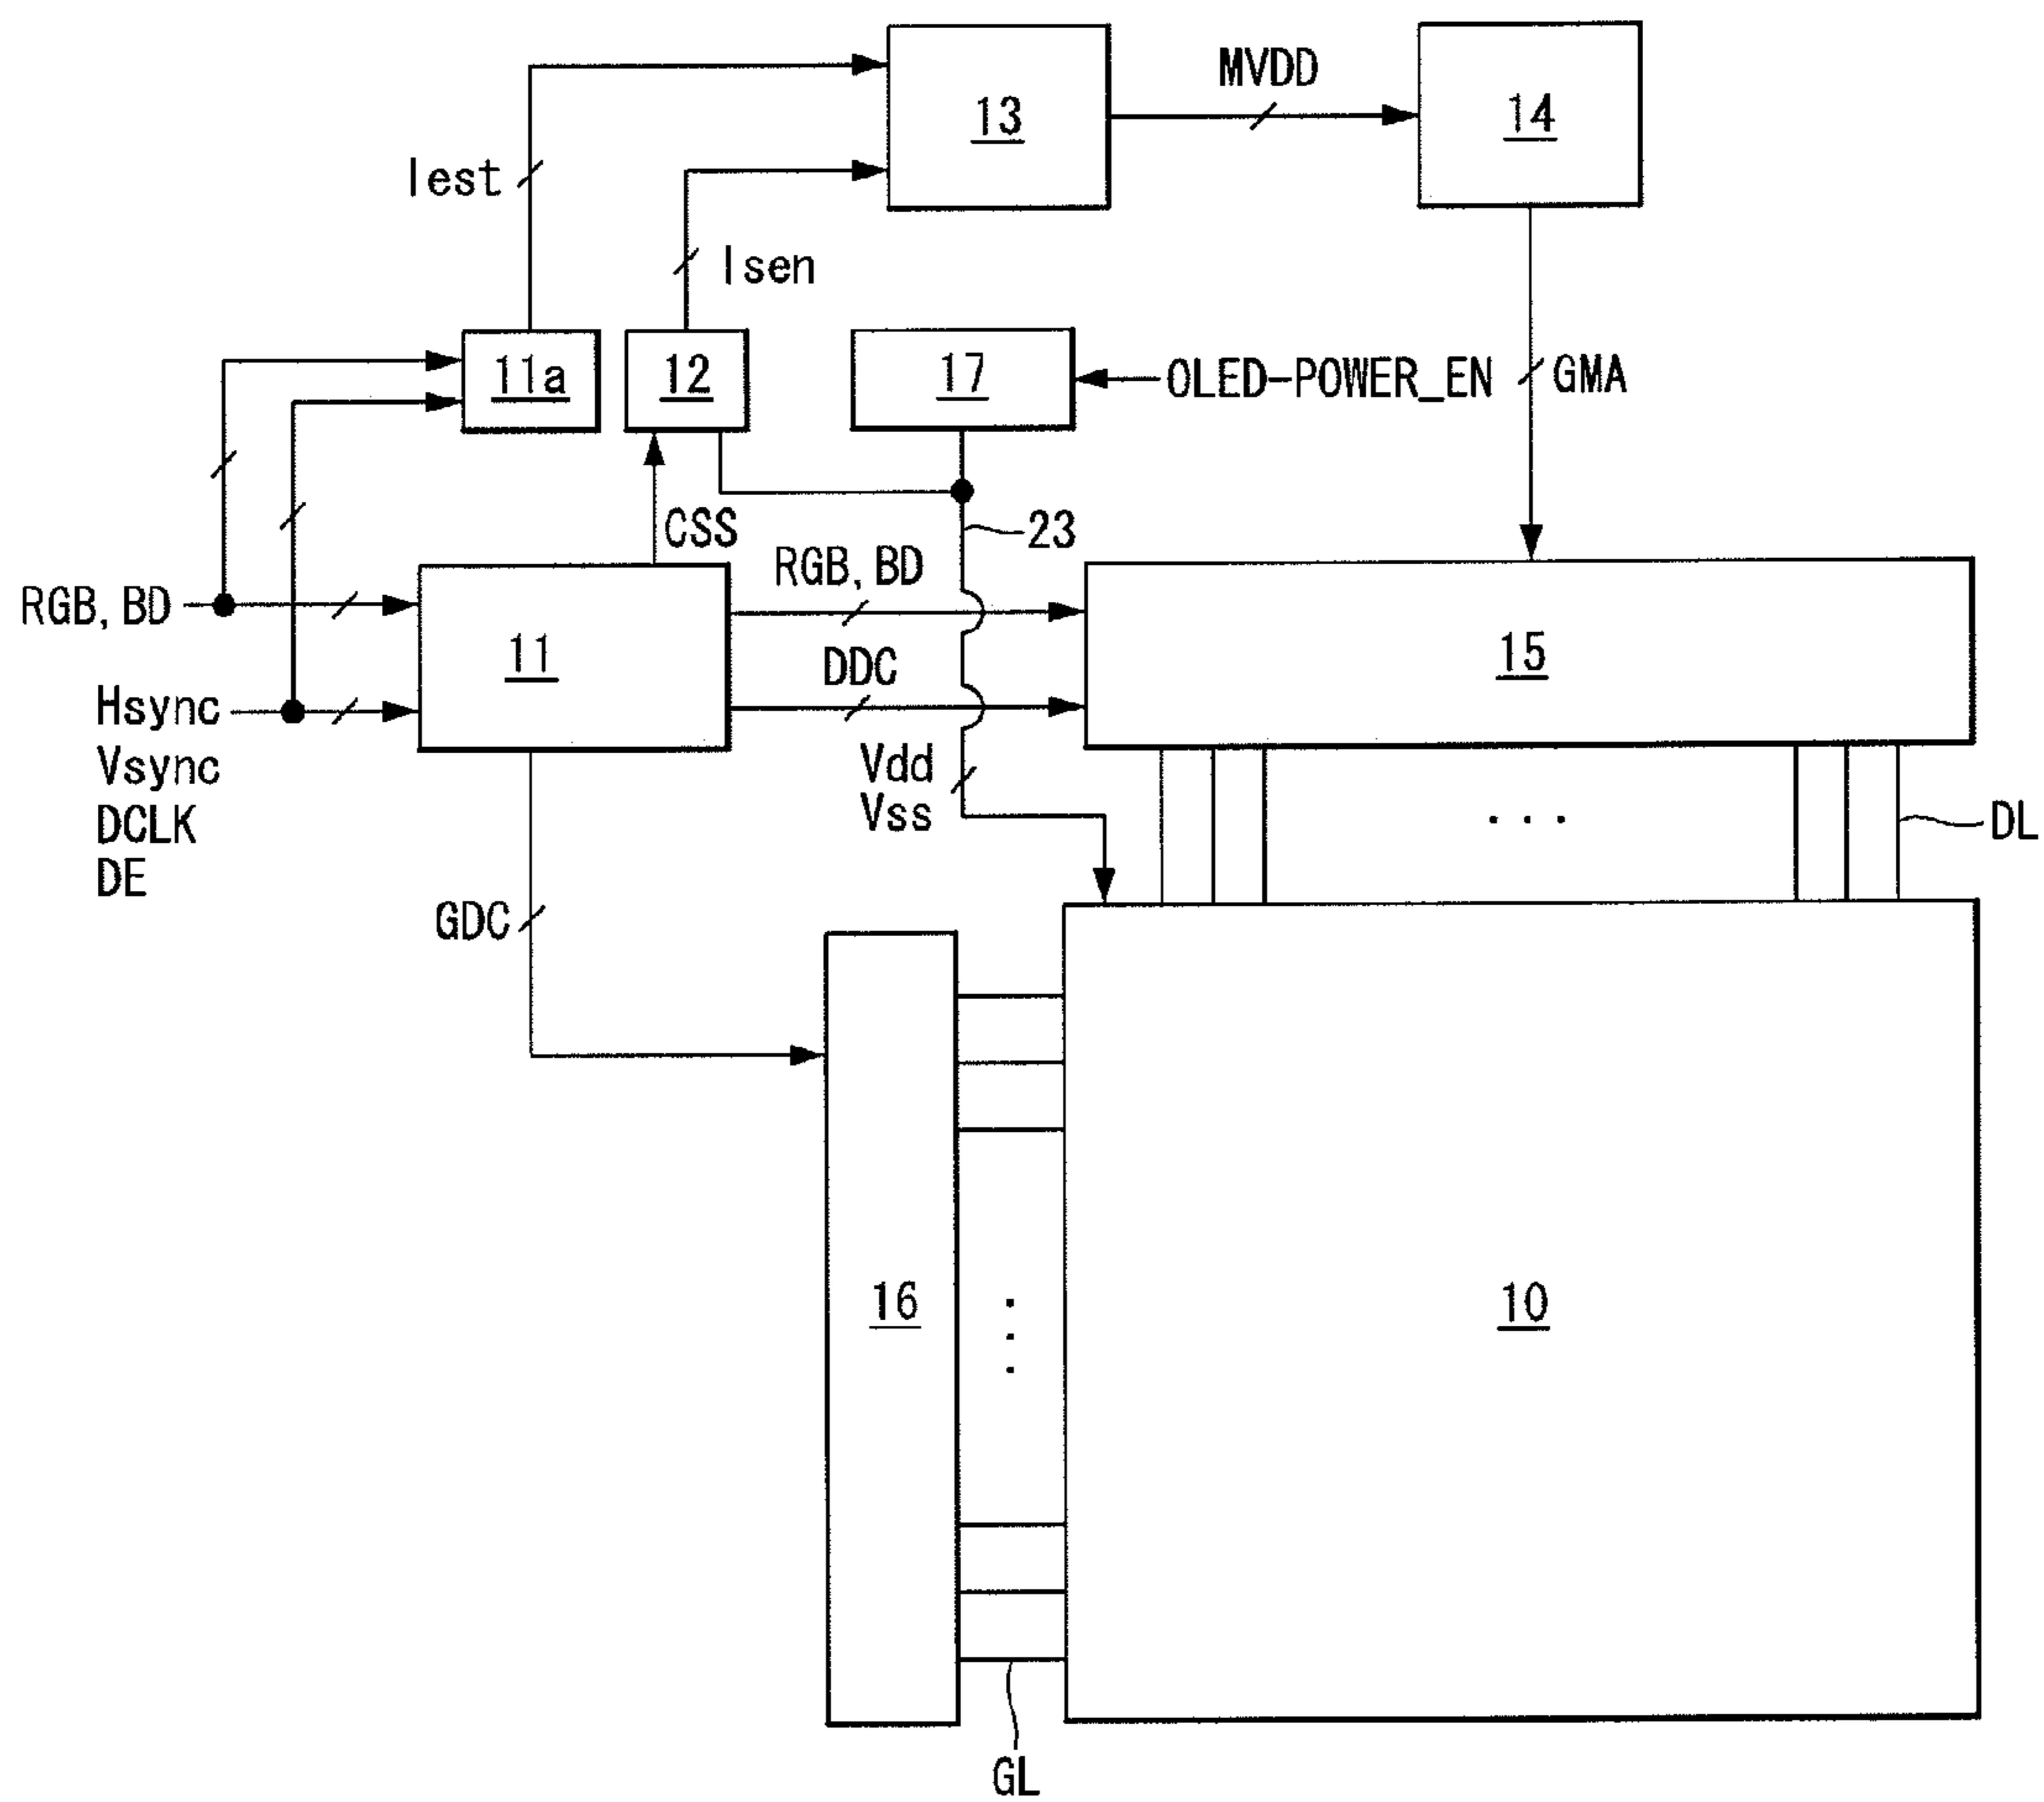 13
MVDD
14
Iest
Isen
11a
12
17
OLED-POWER_EN
GMA
CSS
23
RGB, BD
RGB, BD
11
15
DDC
Hsync
Vsync
DCLK
DE
Vdd
Vss
DL
GDC
16
10
GL